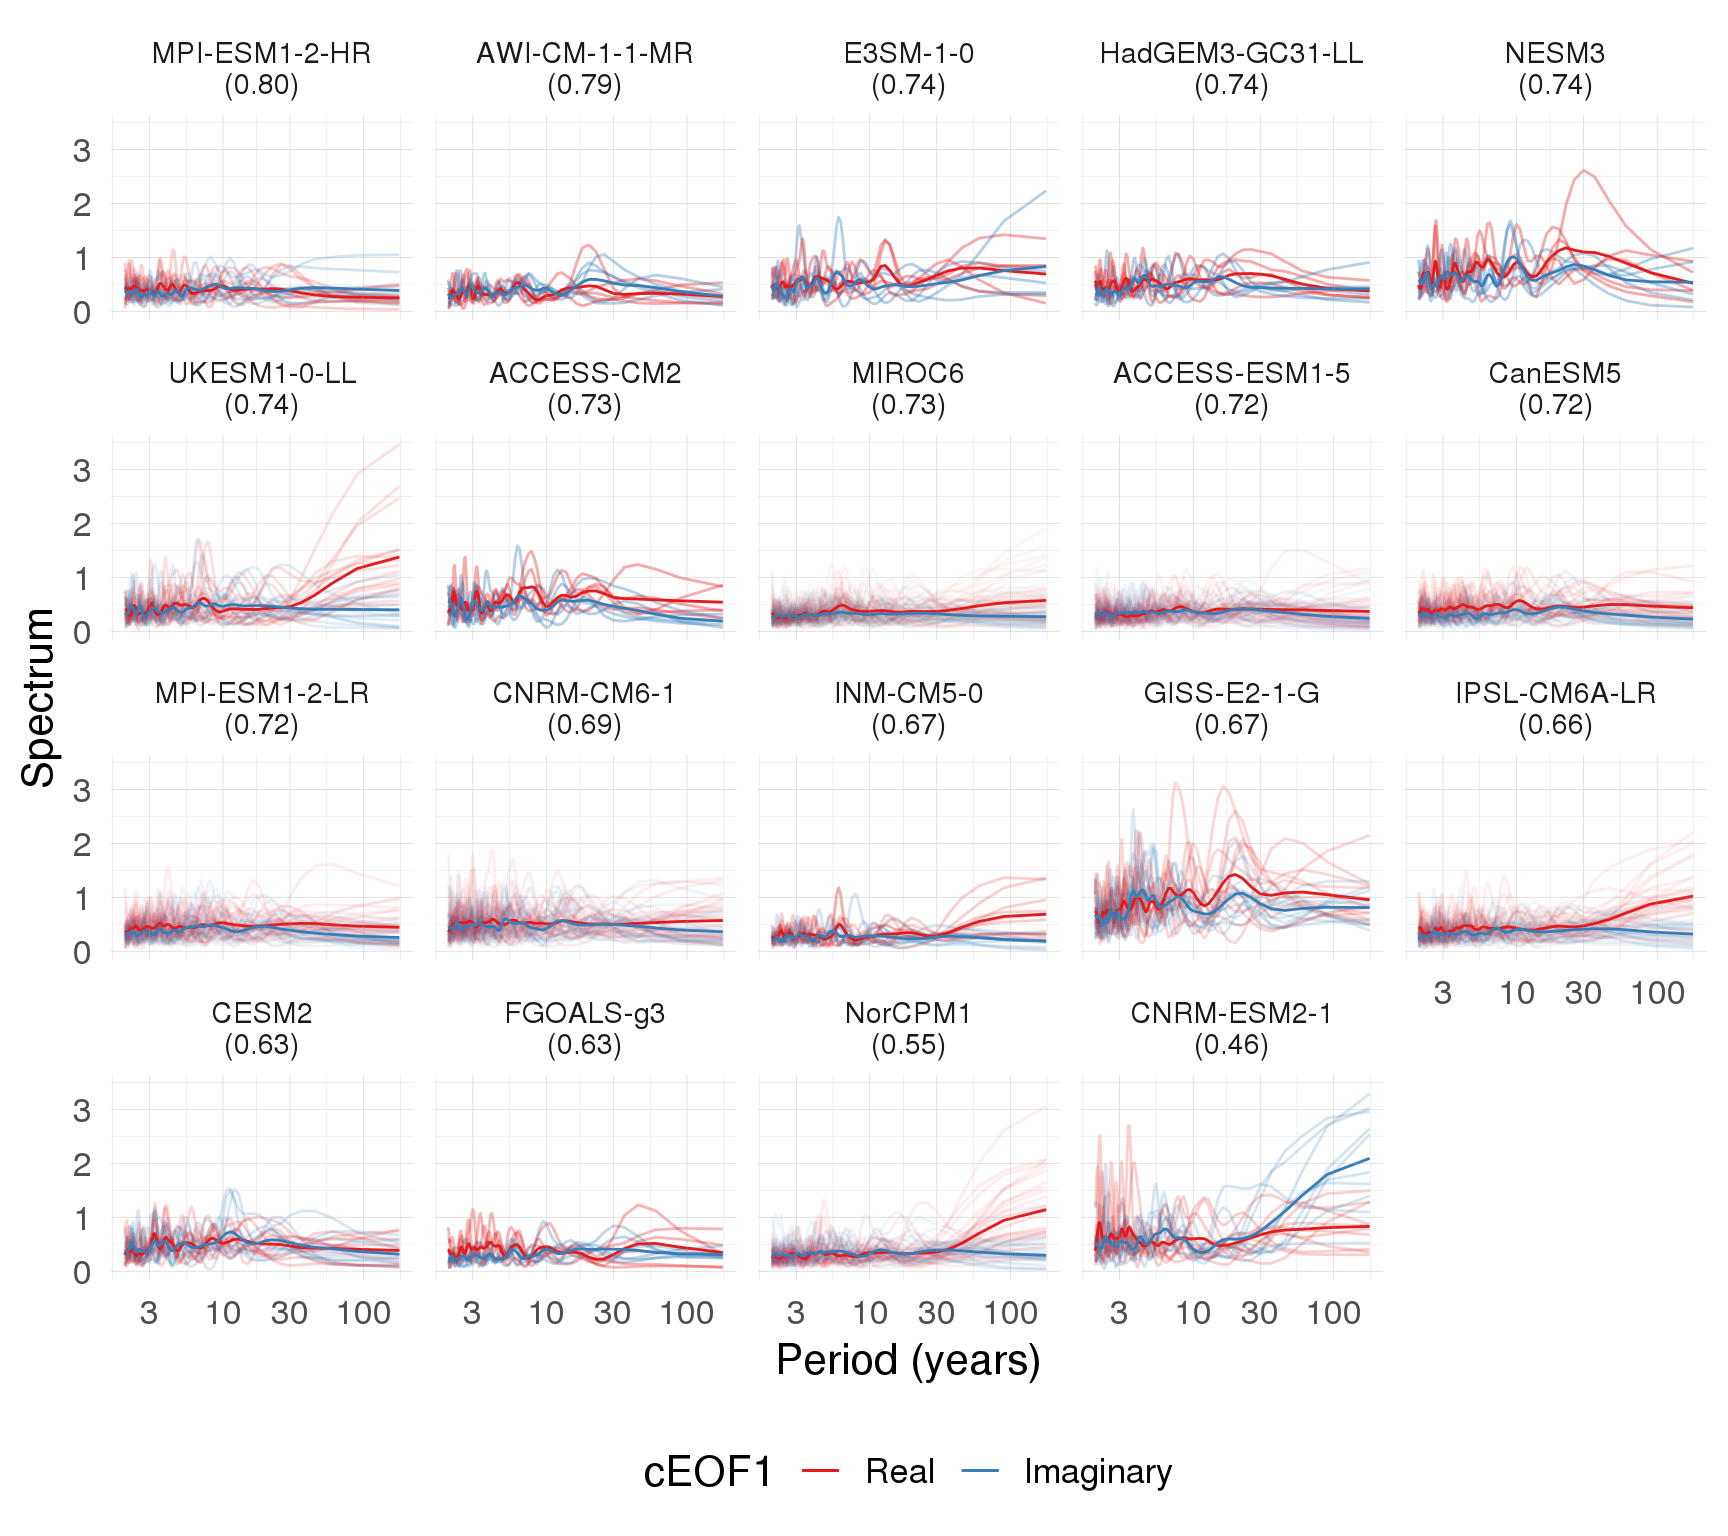 MPI-ESM1-2-HR AWI-CM-1-1-MR E3SM-1-0 HadGEM3-GC31-LL NESM3
(0.80) (0.79) (0.74) (0.74) (0.74)
3
2
1
0
UKESM1-0-LL ACCESS-CM2 MIROC6 ACCESS-ESM1-5 CanESM5
(0.74) (0.73) (0.73) (0.72) (0.72)
3
2
1
0
Spectrum
MPI-ESM1-2-LR CNRM-CM6-1 INM-CM5-0 GISS-E2-1-G IPSL-CM6A-LR
(0.72) (0.69) (0.67) (0.67) (0.66)
3
2
1
0
3 10 30 100
CESM2 FGOALS-g3 NorCPM1 CNRM-ESM2-1
(0.63) (0.63) (0.55) (0.46)
3
2
1
0
3 10 30 100 3 10 30 100 3 10 30 100 3 10 30 100
Period (years)
cEOF1 Real Imaginary